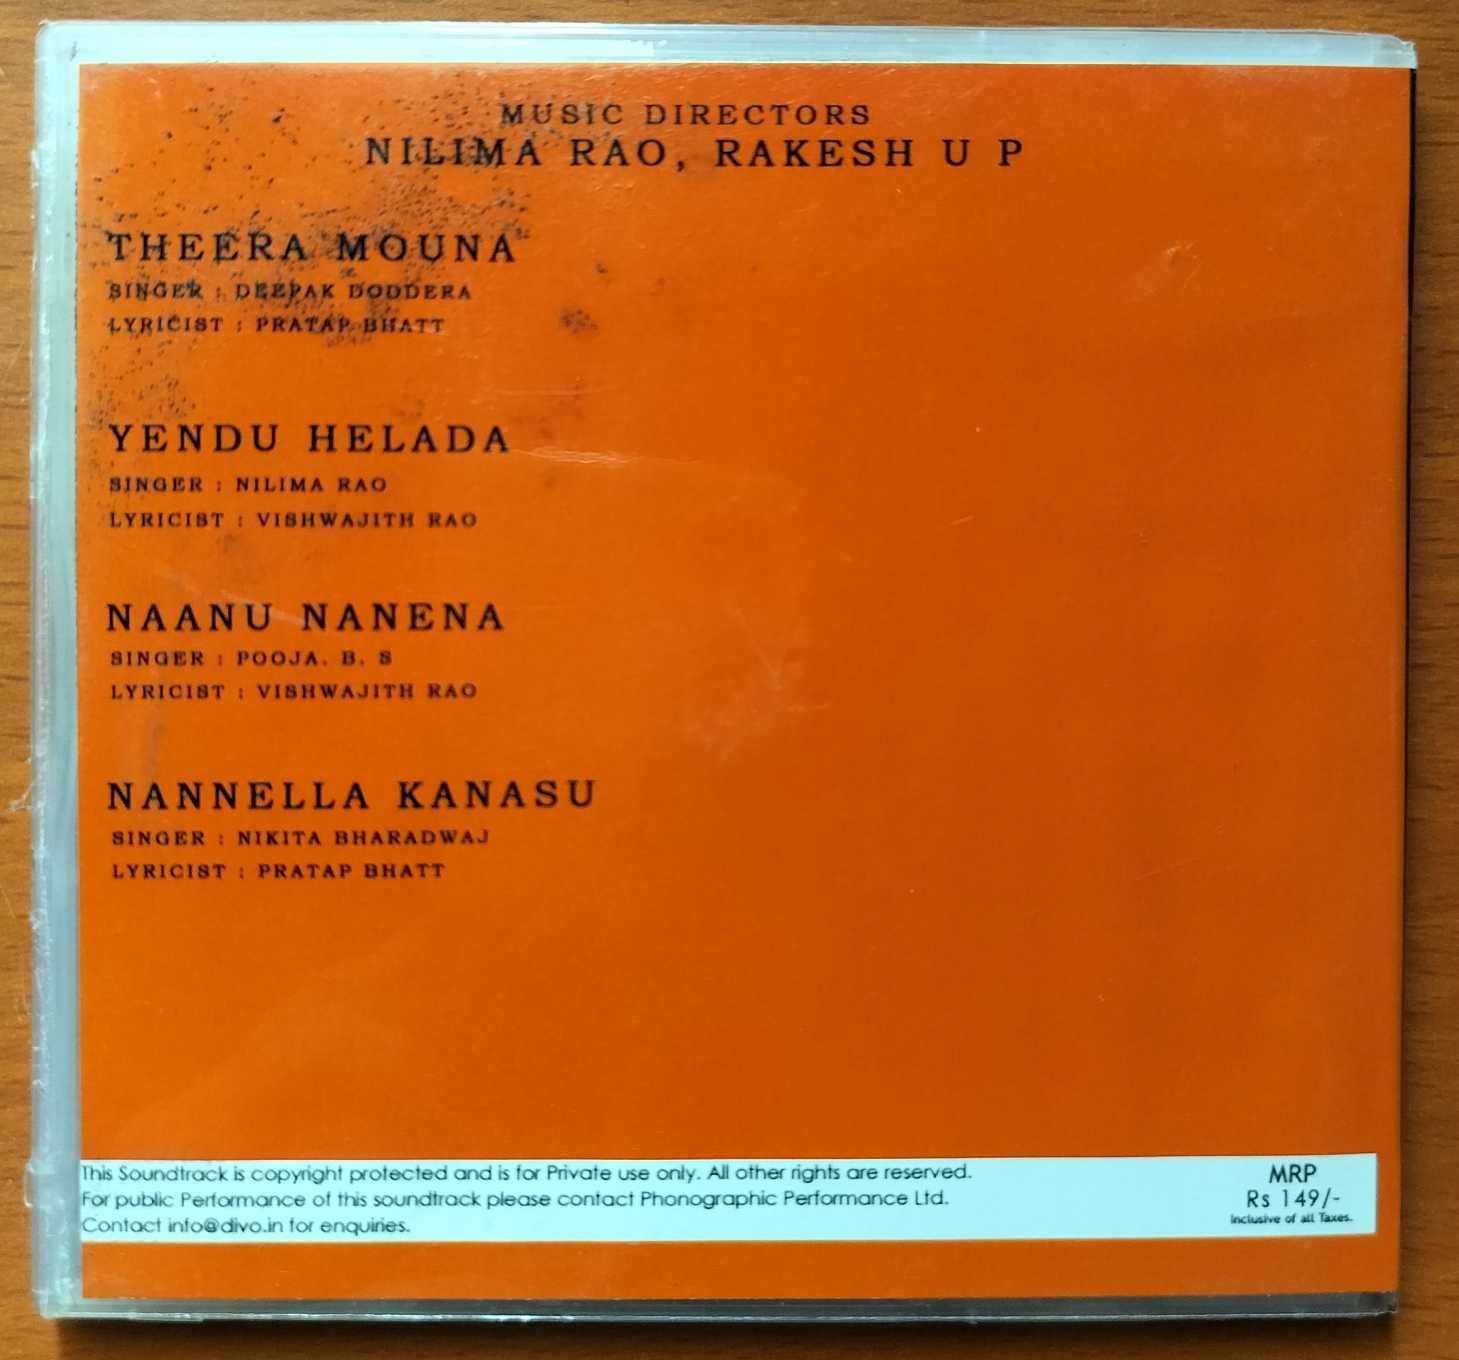 MUSIC DIRECTORS
NILIMA RAO, RAKESH U P
THEERA MOUNA
SINGER : DEEPAK DODDERA
LYRICIST : PRATAP BHATT
YENDU HELADA
SINGER : NILIMA RAO
LYRICIST : VISHWAJITH RAO
NAANU NANENA
SINGER : POOJA. B. S
LYRICIST : VISHWAJITH RAO
NANNELLA KANASU
SINGER : NIKITA BHARADWAJ
LYRICIST : PRATAP BHATT
This Soundtrack is copyright protected and is for Private use only. All other rights are reserved.
For public Performance of this soundtrack please contact Phonographic Performance Ltd.
Contact info@divo.in for enquiries.
MRP
Rs 149/-
Inclusive of all Taxes.